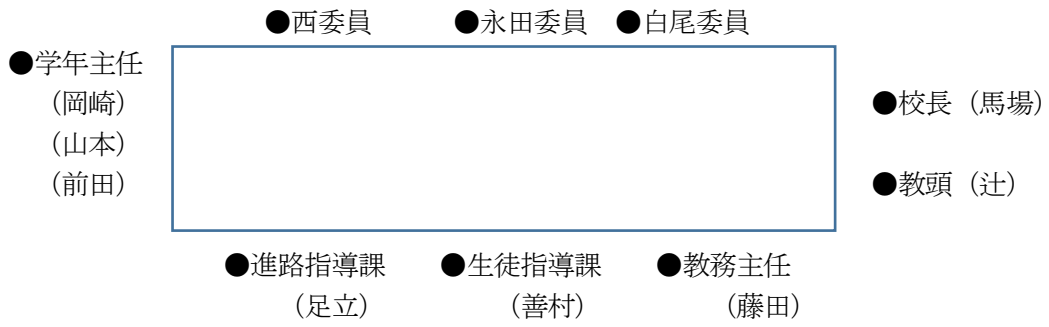 ●西委員 ●永田委員 ●白尾委員
●学年主任
（岡崎）
（山本）
（前田）
●校長（馬場）
●教頭（辻）
●進路指導課 ●生徒指導課 ●教務主任
（足立） （善村） （藤田）